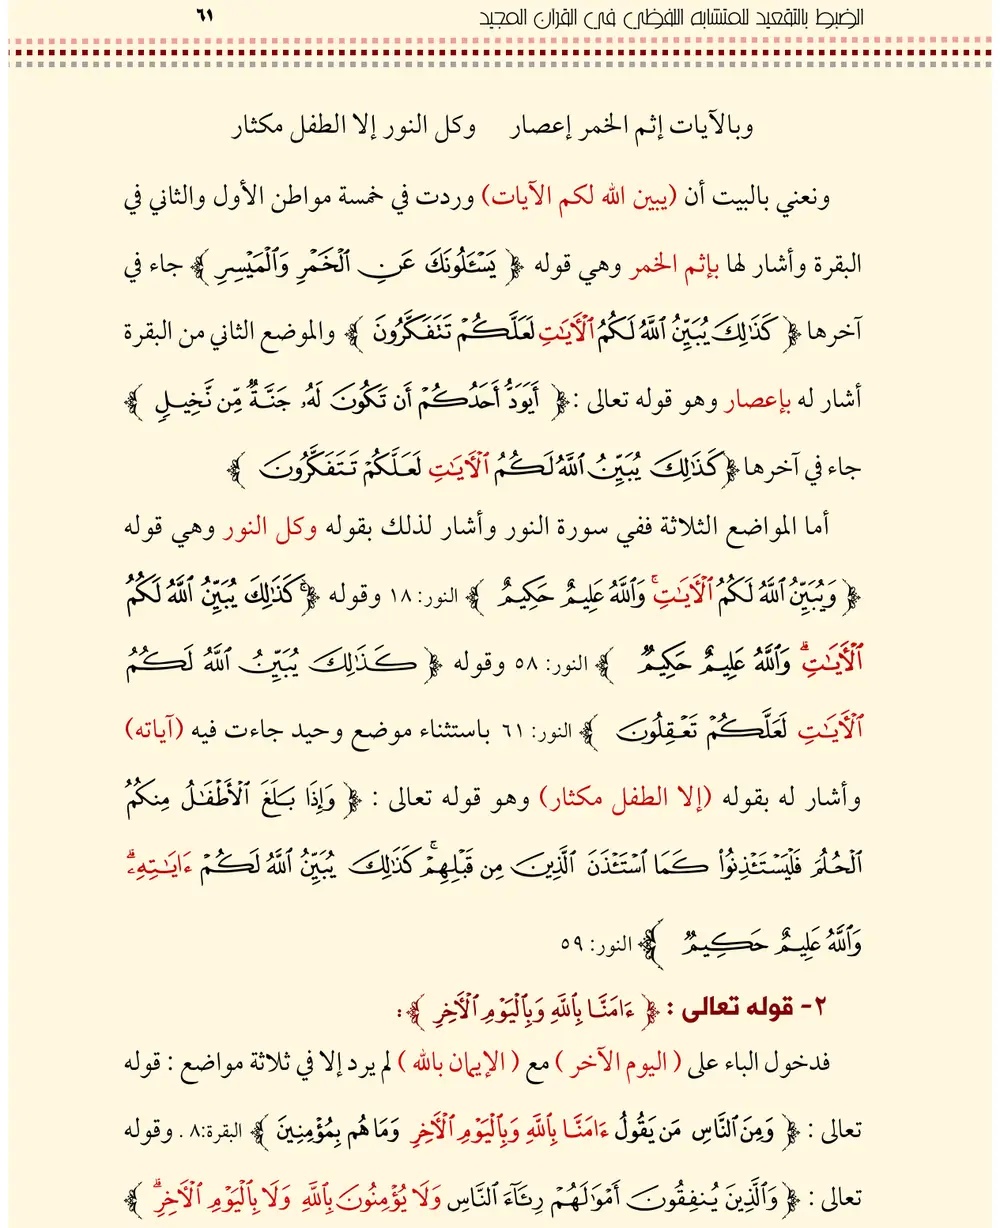 الضبط بالتقعيد للمتشابه اللفظي في القرآن المجيد ٦١
وبالآيات إثم الخمر إعصار وكل النور إلا الطفل مكثار
ونعني بالبيت أن (يبين الله لكم الآيات) وردت في خمسة مواطن الأول والثاني في
البقرة وأشار لها بإثم الخمر وهي قوله ﴿ يَسْـَٔلُونَكَ عَنِ ٱلْخَمْرِ وَٱلْمَيْسِرِ ﴾ جاء في
آخرها ﴿ كَذَٰلِكَ يُبَيِّنُ ٱللَّهُ لَكُمُ ٱلْـَٔايَـٰتِ لَعَلَّكُمْ تَتَفَكَّرُونَ ﴾ والموضع الثاني من البقرة
أشار له بإعصار وهو قوله تعالى :﴿ أَيَوَدُّ أَحَدُكُمْ أَن تَكُونَ لَهُۥ جَنَّةٌ مِّن نَّخِيلٍ ﴾
جاء في آخرها ﴿كَذَٰلِكَ يُبَيِّنُ ٱللَّهُ لَكُمُ ٱلْـَٔايَـٰتِ لَعَلَّكُمْ تَتَفَكَّرُونَ ﴾
أما المواضع الثلاثة ففي سورة النور وأشار لذلك بقوله وكل النور وهي قوله
﴿ وَيُبَيِّنُ ٱللَّهُ لَكُمُ ٱلْـَٔايَـٰتِ ۚ وَٱللَّهُ عَلِيمٌ حَكِيمٌ ﴾ النور: ١٨ وقوله ﴿ ۚ كَذَٰلِكَ يُبَيِّنُ ٱللَّهُ لَكُمُ
ٱلْـَٔايَـٰتِ ۗ وَٱللَّهُ عَلِيمٌ حَكِيمٌ ﴾ النور: ٥٨ وقوله ﴿ كَذَٰلِكَ يُبَيِّنُ ٱللَّهُ لَكُمُ
ٱلْـَٔايَـٰتِ لَعَلَّكُمْ تَعْقِلُونَ ﴾ النور: ٦١ باستثناء موضع وحيد جاءت فيه (آياته)
وأشار له بقوله (إلا الطفل مكثار) وهو قوله تعالى : ﴿ وَإِذَا بَلَغَ ٱلْأَطْفَـٰلُ مِنكُمُ
ٱلْحُلُمَ فَلْيَسْتَـْٔذِنُوا۟ كَمَا ٱسْتَـْٔذَنَ ٱلَّذِينَ مِن قَبْلِهِمْ ۚ كَذَٰلِكَ يُبَيِّنُ ٱللَّهُ لَكُمْ ءَايَـٰتِهِۦ ۗ
وَٱللَّهُ عَلِيمٌ حَكِيمٌ ﴾ النور: ٥٩
٢- قوله تعالى : ﴿ ءَامَنَّا بِٱللَّهِ وَبِٱلْيَوْمِ ٱلْـَٔاخِرِ ﴾ :
فدخول الباء على ( اليوم الآخر ) مع ( الإيمان بالله ) لم يرد إلا في ثلاثة مواضع : قوله
تعالى : ﴿ وَمِنَ ٱلنَّاسِ مَن يَقُولُ ءَامَنَّا بِٱللَّهِ وَبِٱلْيَوْمِ ٱلْـَٔاخِرِ وَمَا هُم بِمُؤْمِنِينَ ﴾ البقرة:٨ . وقوله
تعالى : ﴿ وَٱلَّذِينَ يُنفِقُونَ أَمْوَٰلَهُمْ رِئَآءَ ٱلنَّاسِ وَلَا يُؤْمِنُونَ بِٱللَّهِ وَلَا بِٱلْيَوْمِ ٱلْـَٔاخِرِ ۗ ﴾